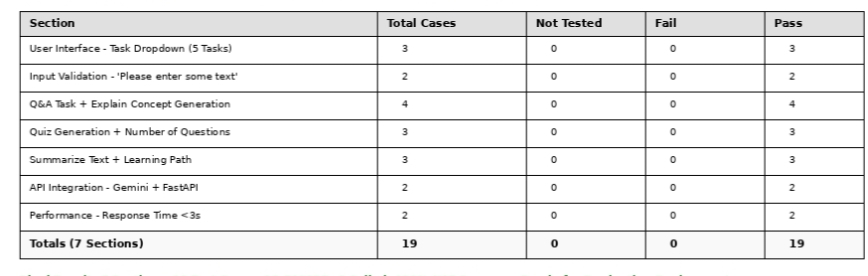 Section Total Cases Not Tested Fail Pass
User Interface - Task Dropdown (5 Tasks) 3 0 0 3
Input Validation - 'Please enter some text' 2 0 0 2
Q&A Task + Explain Concept Generation 4 0 0 4
Quiz Generation + Number of Questions 3 0 0 3
Summarize Text + Learning Path 3 0 0 3
API Integration - Gemini + FastAPI 2 0 0 2
Performance - Response Time <3s 2 0 0 2
Totals (7 Sections) 19 0 0 19